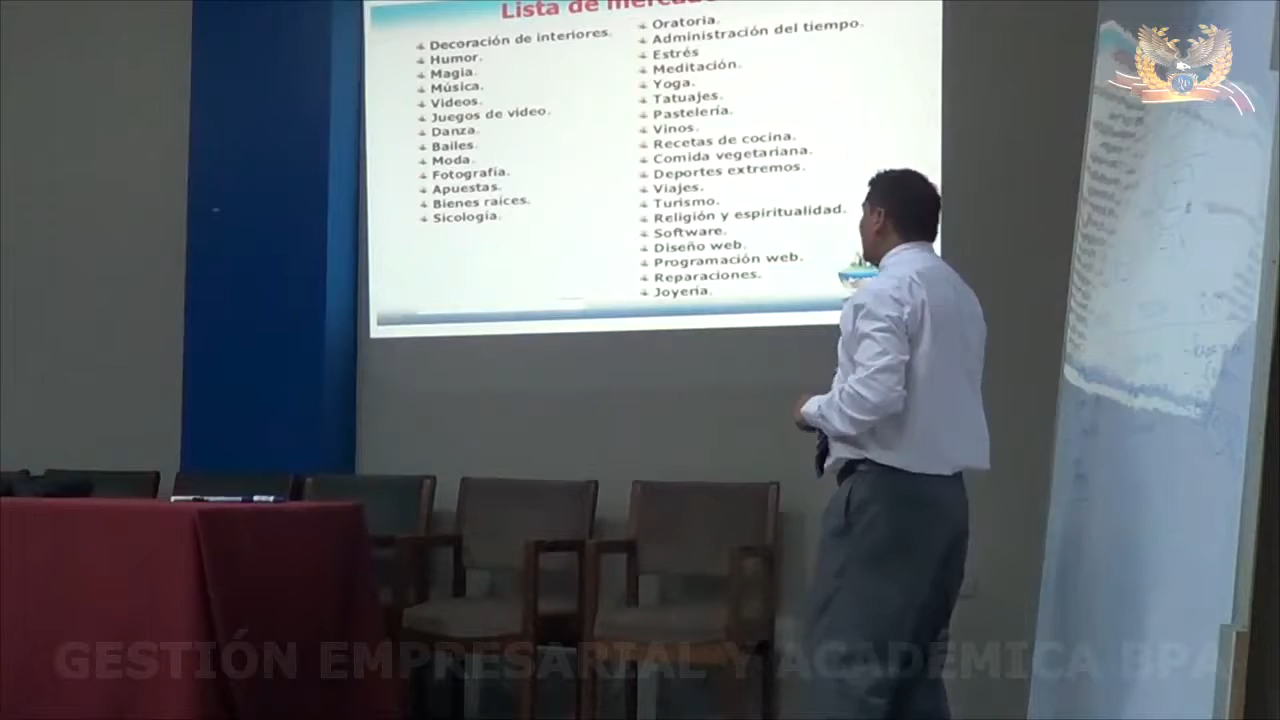 Lista de mercado
Decoración de interiores.
Humor.
Magia.
Música.
Videos.
Juegos de video.
Danza.
Bailes.
Moda.
Fotografía.
Apuestas.
Bienes raíces.
Sicología.
Oratoria.
Administración del tiempo.
Estrés
Meditación.
Yoga.
Tatuajes.
Pastelería.
Vinos.
Recetas de cocina.
Comida vegetariana.
Deportes extremos.
Viajes.
Turismo.
Religión y espiritualidad.
Software.
Diseño web.
Programación web.
Reparaciones.
Joyería.
GESTIÓN EMPRESARIAL Y ACADÉMICA BPA